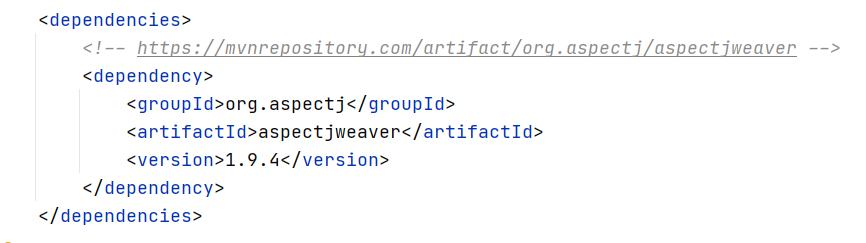 <dependencies>
<!-- https://mvnrepository.com/artifact/org.aspectj/aspectjweaver -->
<dependency>
<groupId>org.aspectj</groupId>
<artifactId>aspectjweaver</artifactId>
<version>1.9.4</version>
</dependency>
</dependencies>